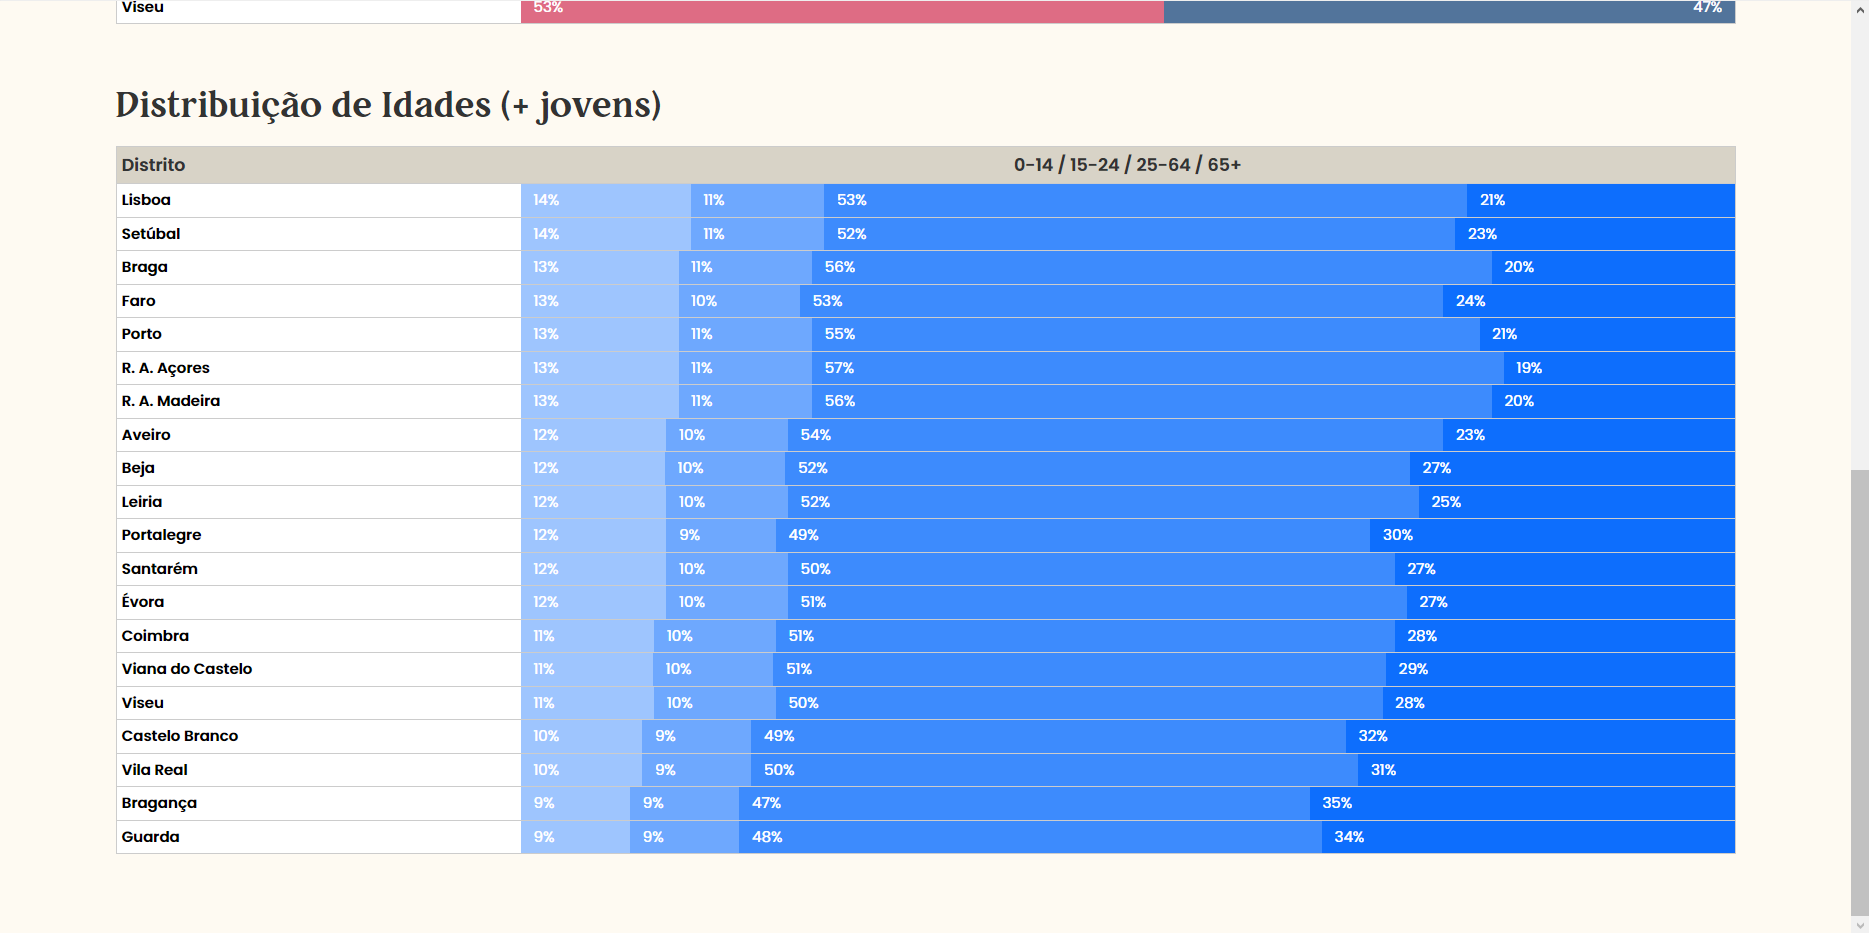 Viseu 53% 47%
Distribuição de Idades (+ jovens)
Distrito 0-14 / 15-24 / 25-64 / 65+
Lisboa 14% 11% 53% 21%
Setúbal 14% 11% 52% 23%
Braga 13% 11% 56% 20%
Faro 13% 10% 53% 24%
Porto 13% 11% 55% 21%
R. A. Açores 13% 11% 57% 19%
R. A. Madeira 13% 11% 56% 20%
Aveiro 12% 10% 54% 23%
Beja 12% 10% 52% 27%
Leiria 12% 10% 52% 25%
Portalegre 12% 9% 49% 30%
Santarém 12% 10% 50% 27%
Évora 12% 10% 51% 27%
Coimbra 11% 10% 51% 28%
Viana do Castelo 11% 10% 51% 29%
Viseu 11% 10% 50% 28%
Castelo Branco 10% 9% 49% 32%
Vila Real 10% 9% 50% 31%
Bragança 9% 9% 47% 35%
Guarda 9% 9% 48% 34%